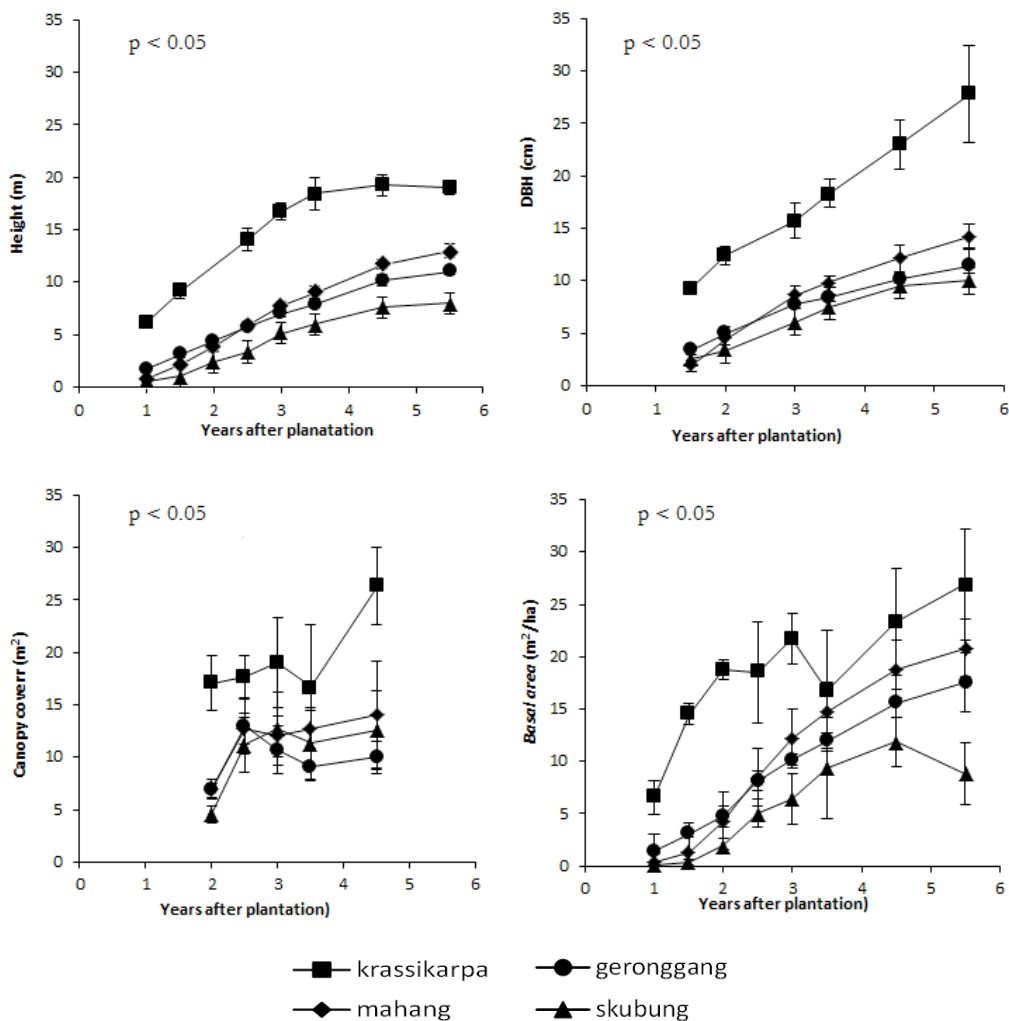 p < 0.05
Height (m)
35
30
25
20
15
10
5
0
0 1 2 3 4 5 6
Years after planatation
p < 0.05
DBH (cm)
35
30
25
20
15
10
5
0
0 1 2 3 4 5 6
Years after plantation)
p < 0.05
Canopy coverr (m²)
35
30
25
20
15
10
5
0
0 1 2 3 4 5 6
Years after plantation)
p < 0.05
Basal area (m²/ha)
35
30
25
20
15
10
5
0
0 1 2 3 4 5 6
Years after plantation)
krassikarpa geronggang
mahang skubung